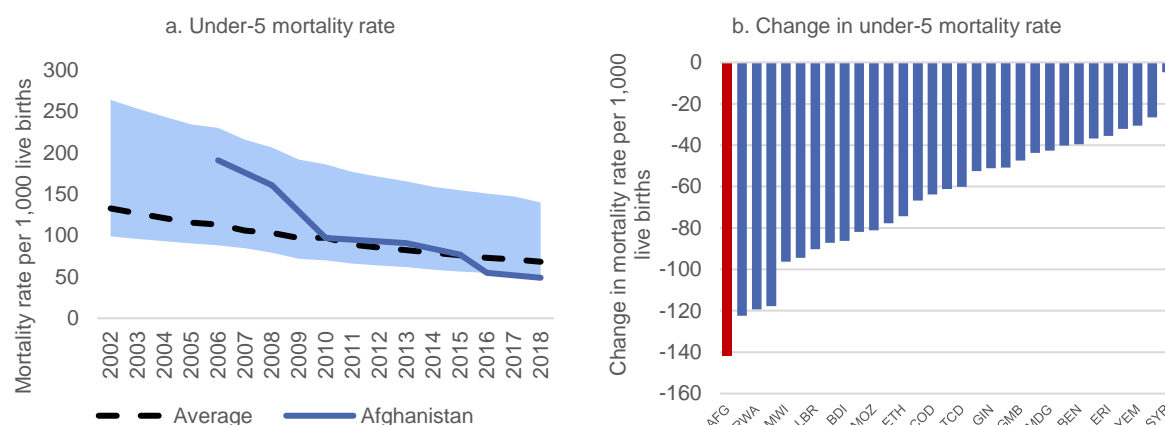 a. Under-5 mortality rate
Mortality rate per 1,000 live births
300
250
200
150
100
50
0
2002
2003
2004
2005
2006
2007
2008
2009
2010
2011
2012
2013
2014
2015
2016
2017
2018
Average
Afghanistan
b. Change in under-5 mortality rate
Change in mortality rate per 1,000
live births
0
-20
-40
-60
-80
-100
-120
-140
-160
AFG
RWA
MWI
LBR
BDI
MOZ
ETH
COD
TCD
GIN
GMB
MDG
BEN
ERI
YEM
SYR